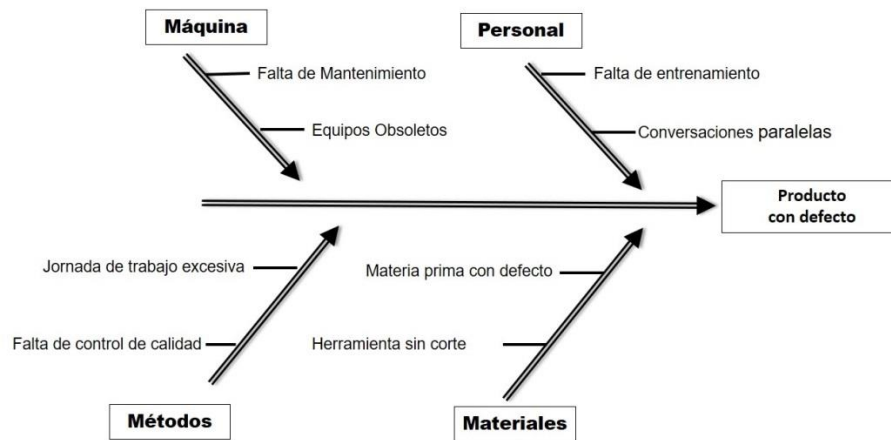 Máquina
Personal
Falta de Mantenimiento
Falta de entrenamiento
Equipos Obsoletos
Conversaciones paralelas
Producto
con defecto
Jornada de trabajo excesiva
Materia prima con defecto
Falta de control de calidad
Herramienta sin corte
Métodos
Materiales